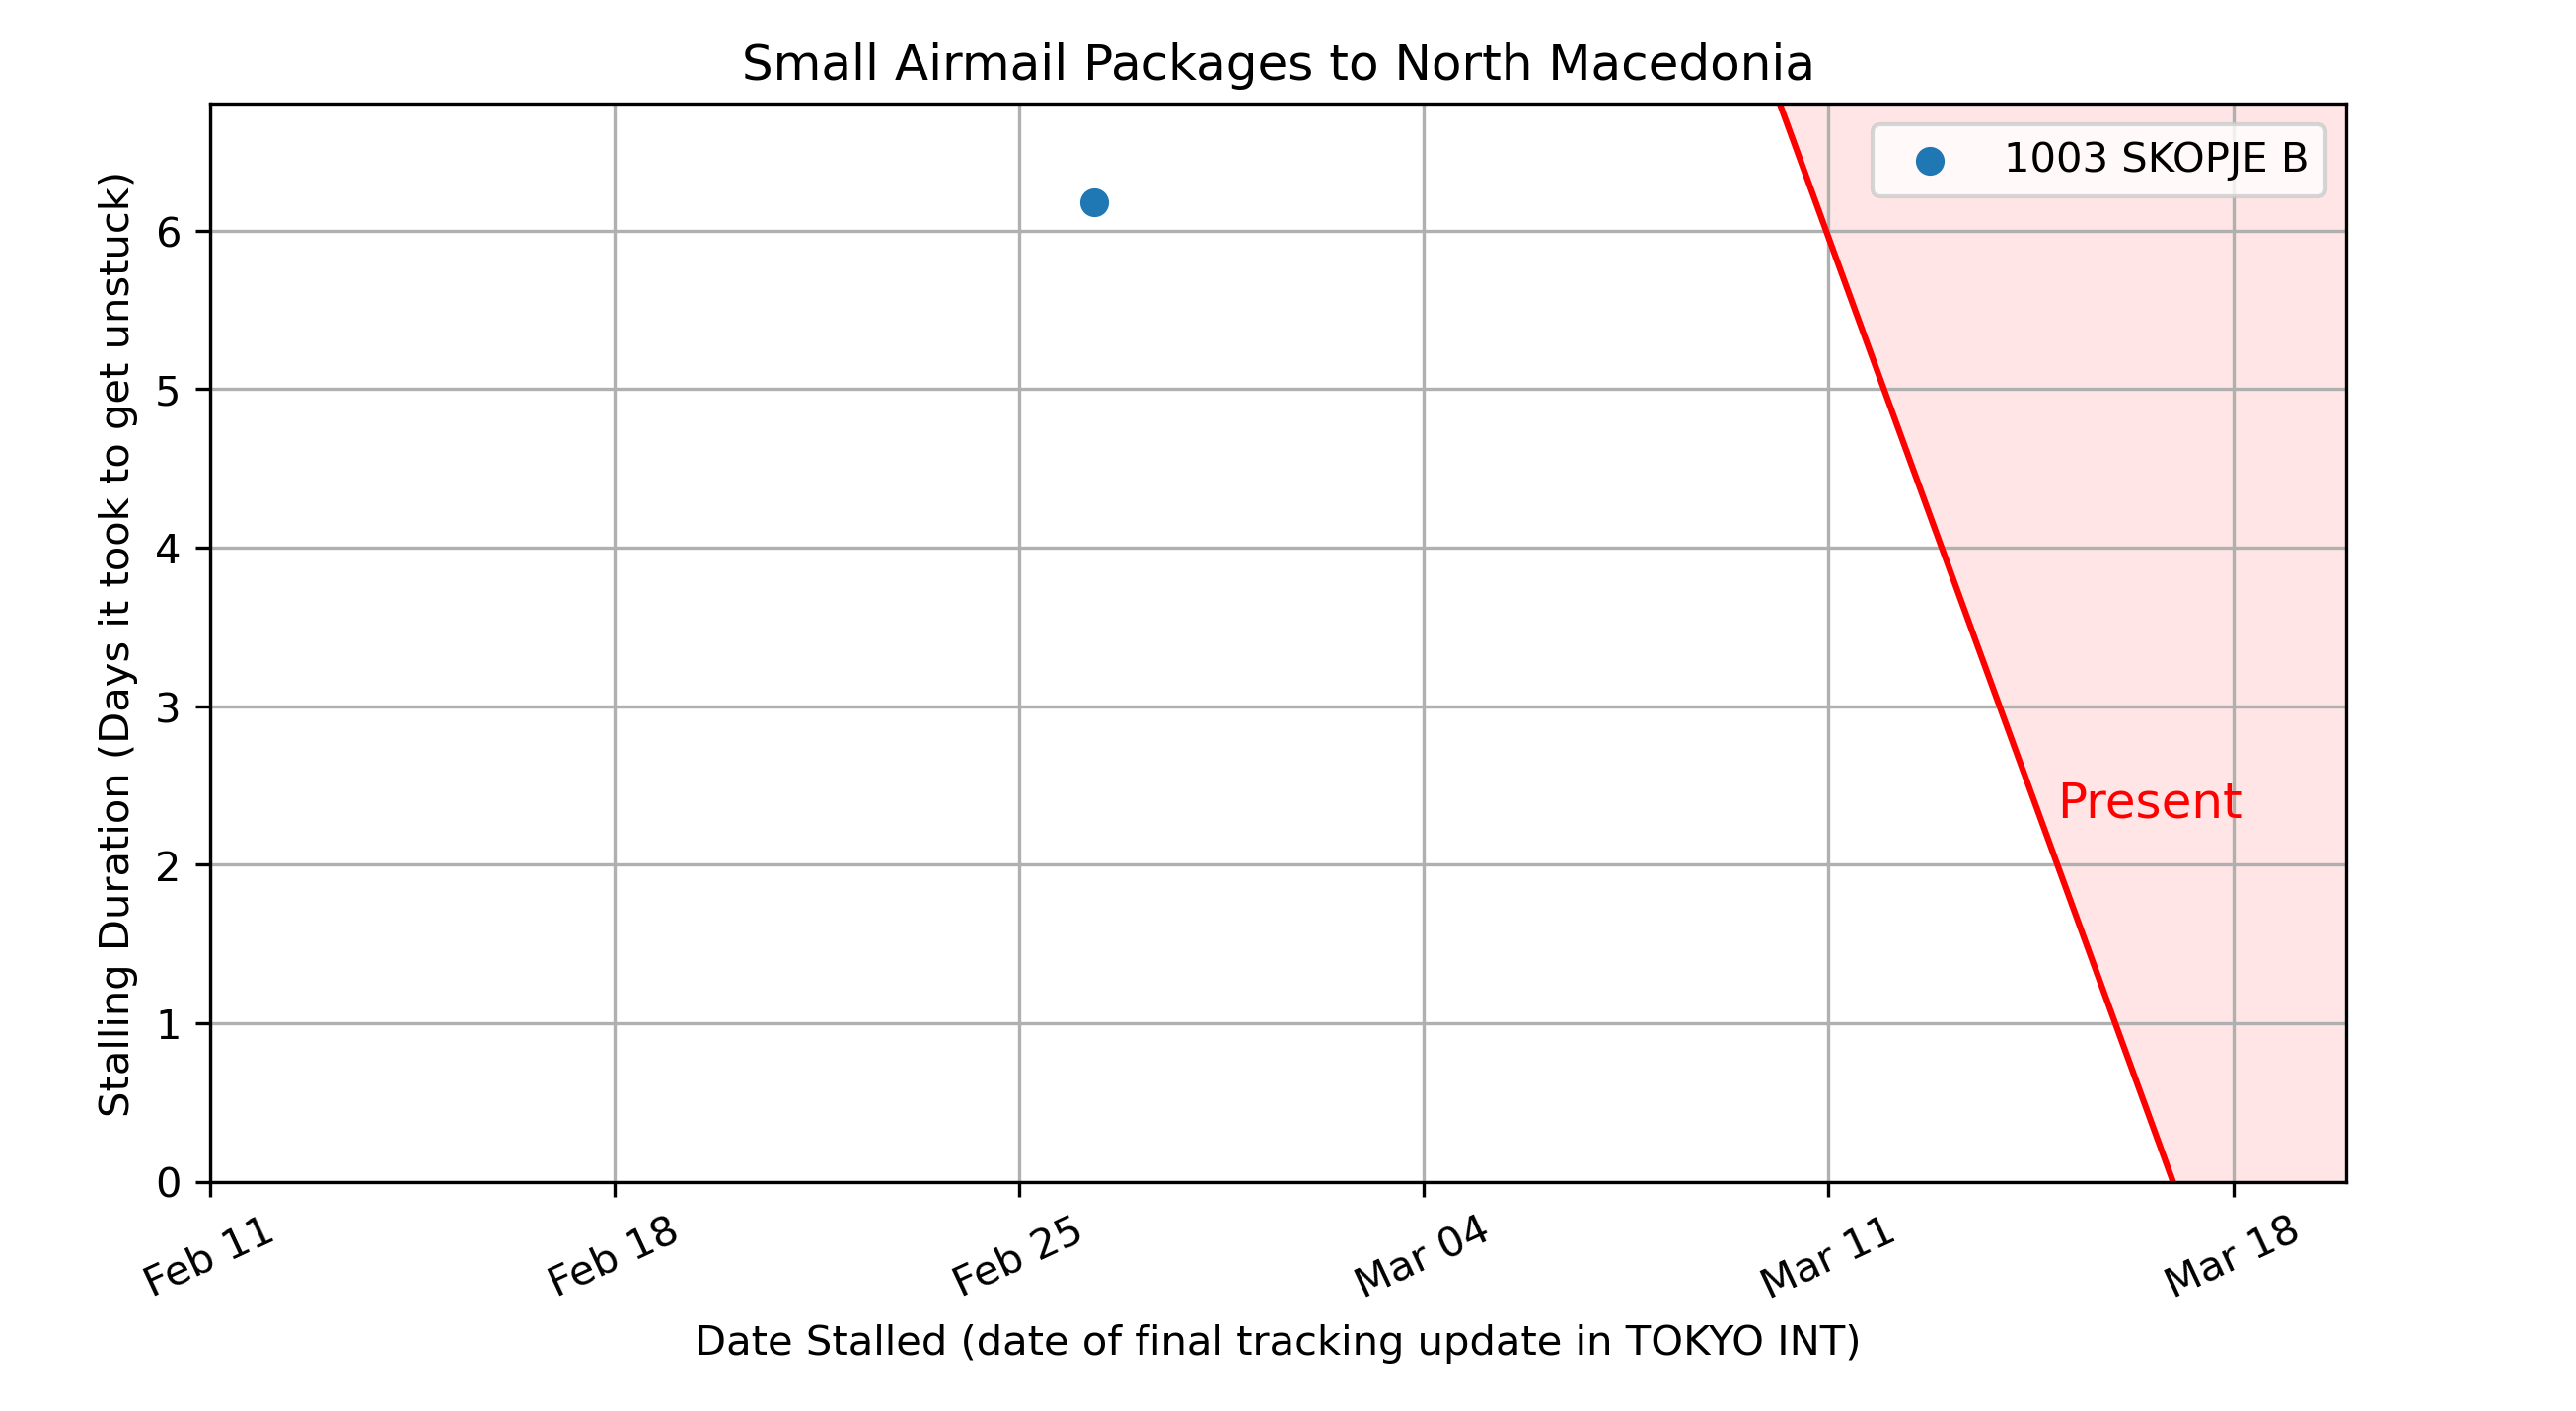 Small Airmail Packages to North Macedonia
1003 SKOPJE B
Stalling Duration (Days it took to get unstuck)
6
5
4
3
2
1
0
Present
Feb 11
Feb 18
Feb 25
Mar 04
Mar 11
Mar 18
Date Stalled (date of final tracking update in TOKYO INT)